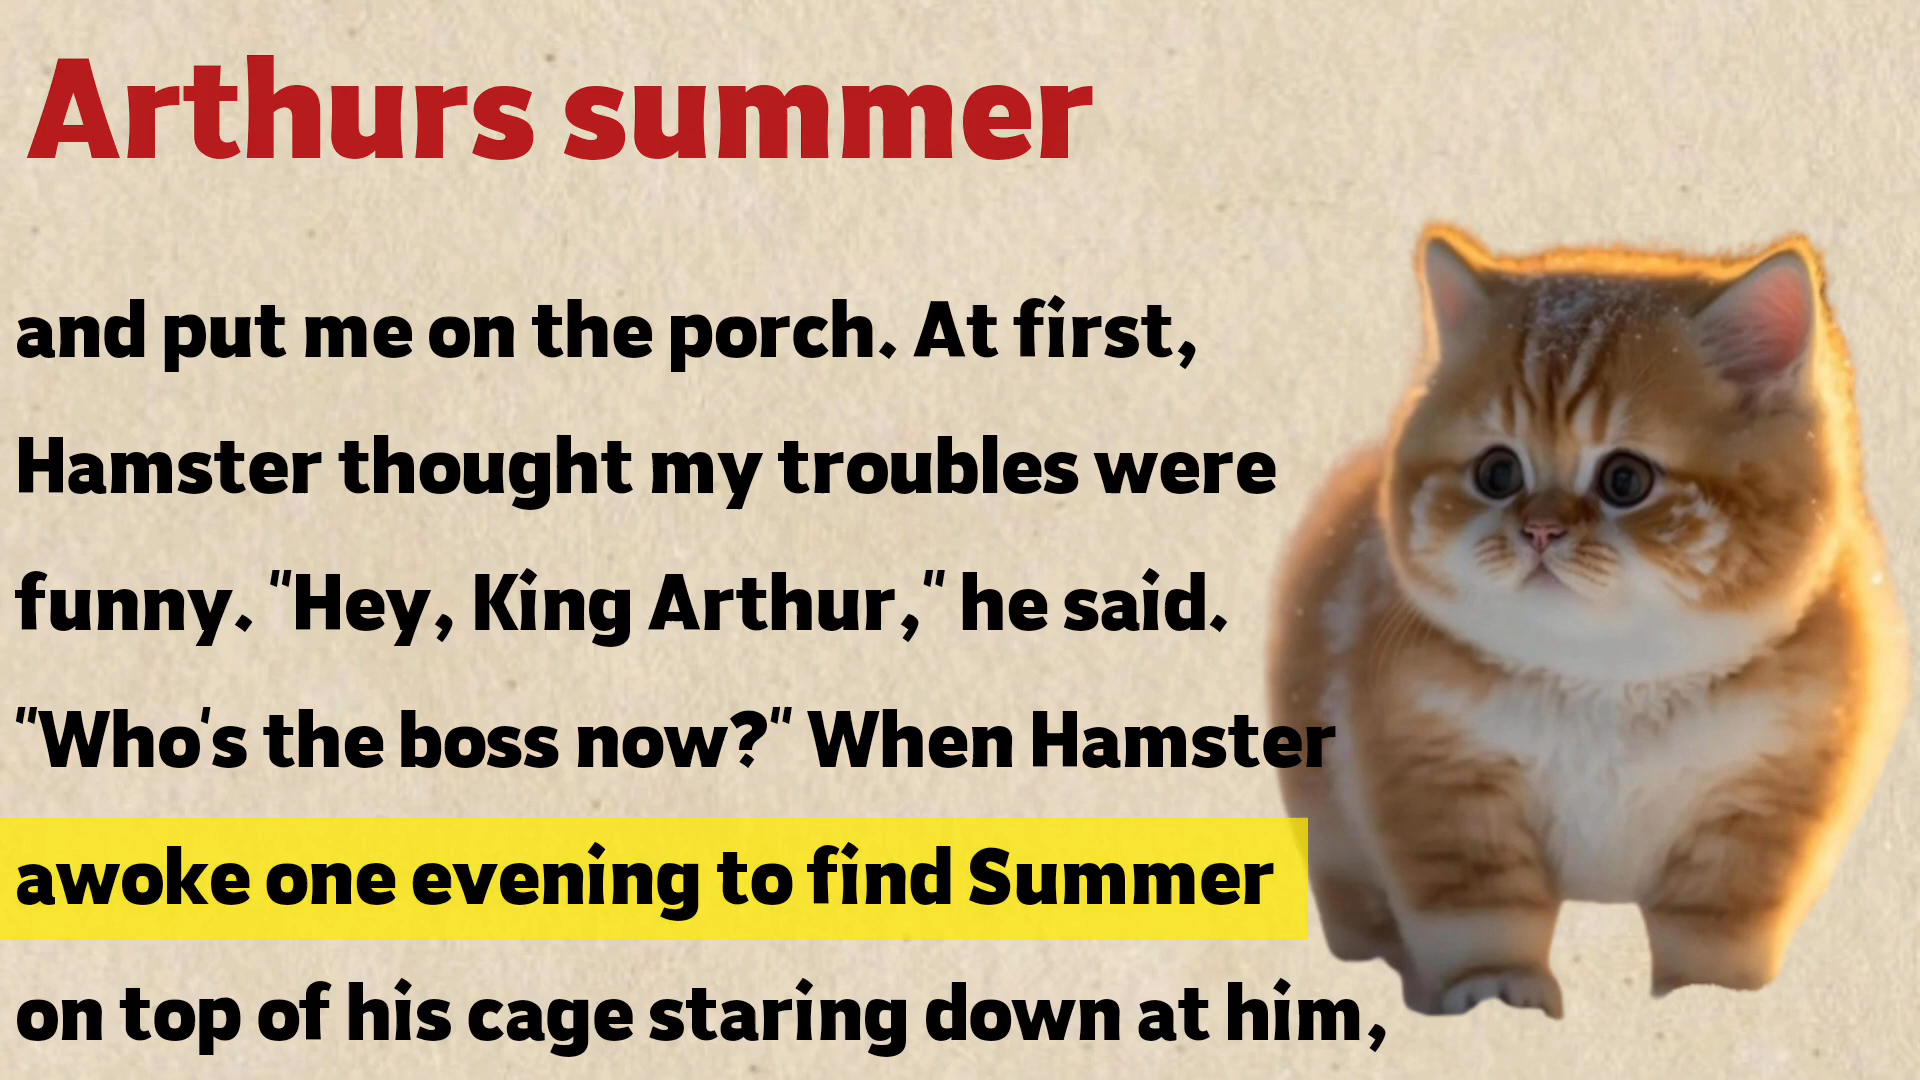 Arthurs summer
and put me on the porch. At first,
Hamster thought my troubles were
funny. "Hey, King Arthur," he said.
"Who's the boss now?" When Hamster
awoke one evening to find Summer
on top of his cage staring down at him,